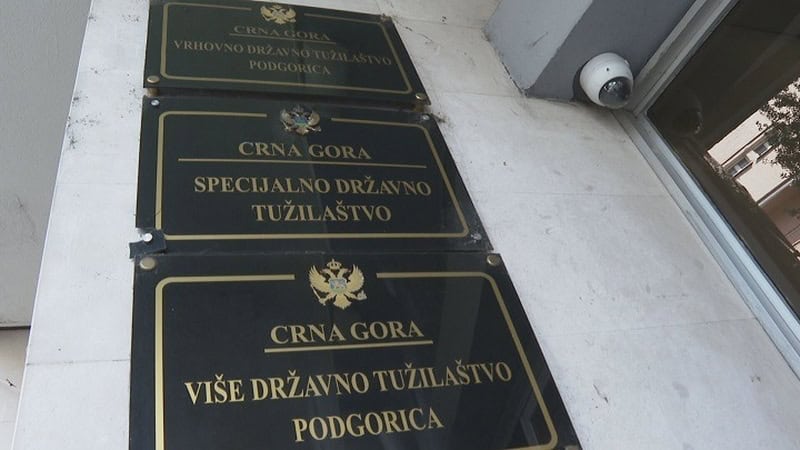 CRNA GORA
VRHOVNO DRŽAVNO TUŽILAŠTVO
PODGORICA
CRNA GORA
SPECIJALNO DRŽAVNO
TUŽILAŠTVO
CRNA GORA
VIŠE DRŽAVNO TUŽILAŠTVO
PODGORICA